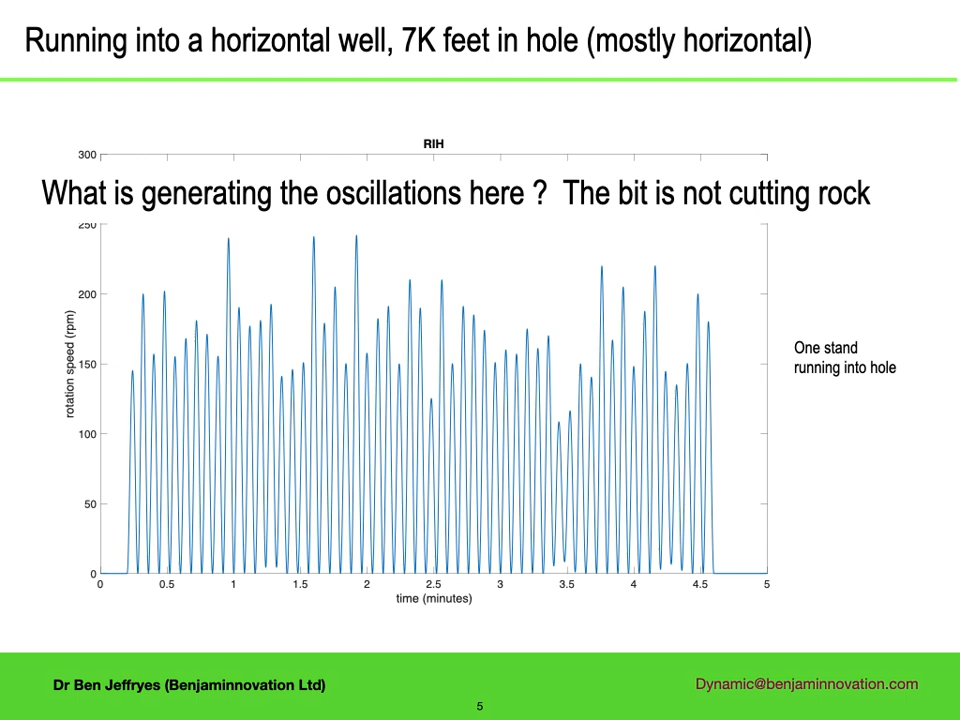 Running into a horizontal well, 7K feet in hole (mostly horizontal)
RIH
300
What is generating the oscillations here ?  The bit is not cutting rock
250
200
150
100
50
0
rotation speed (rpm)
One stand
running into hole
0 0.5 1 1.5 2 2.5 3 3.5 4 4.5 5
time (minutes)
Dr Ben Jeffryes (Benjaminnovation Ltd)
Dynamic@benjaminnovation.com
5